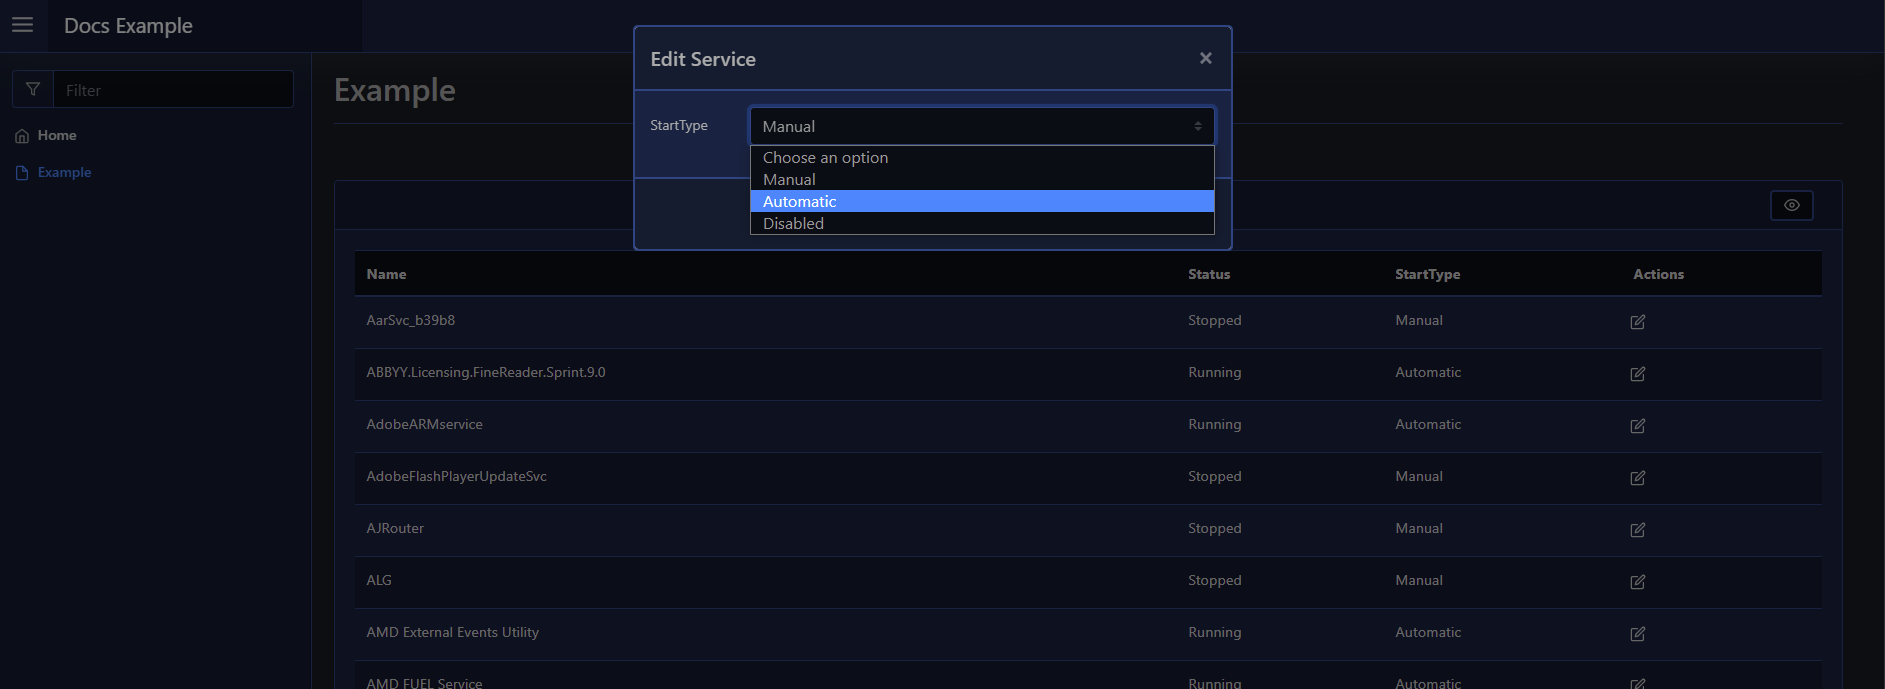 Docs Example
Filter
Home
Example
Example
Edit Service
×
StartType
Manual
Choose an option
Manual
Automatic
Disabled
Name Status StartType Actions
AarSvc_b39b8 Stopped Manual
ABBYY.Licensing.FineReader.Sprint.9.0 Running Automatic
AdobeARMservice Running Automatic
AdobeFlashPlayerUpdateSvc Stopped Manual
AJRouter Stopped Manual
ALG Stopped Manual
AMD External Events Utility Running Automatic
AMD FUEL Service Running Automatic